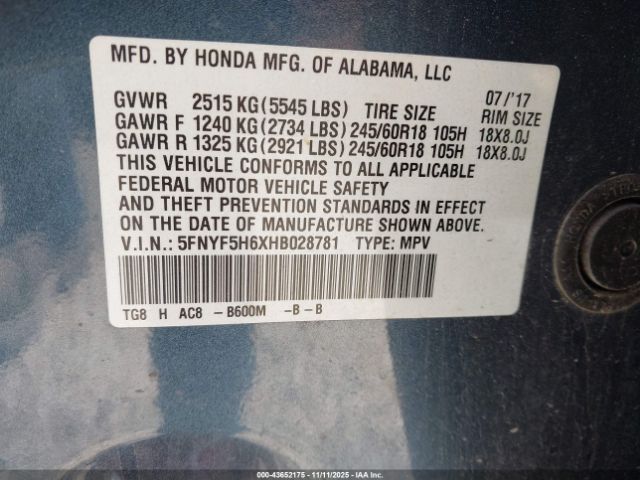 MFD. BY HONDA MFG. OF ALABAMA, LLC
07/'17
GVWR 2515 KG (5545 LBS) TIRE SIZE RIM SIZE
GAWR F 1240 KG (2734 LBS) 245/60R18 105H 18X8.0J
GAWR R 1325 KG (2921 LBS) 245/60R18 105H 18X8.0J
THIS VEHICLE CONFORMS TO ALL APPLICABLE
FEDERAL MOTOR VEHICLE SAFETY
AND THEFT PREVENTION STANDARDS IN EFFECT
ON THE DATE OF MANUFACTURE SHOWN ABOVE.
V.I.N.: 5FNYF5H6XHB028781 TYPE: MPV
TG8 H AC8 - B600M - B - B
HONDA
000-43652175 - 11/11/2025 - IAAI.CA